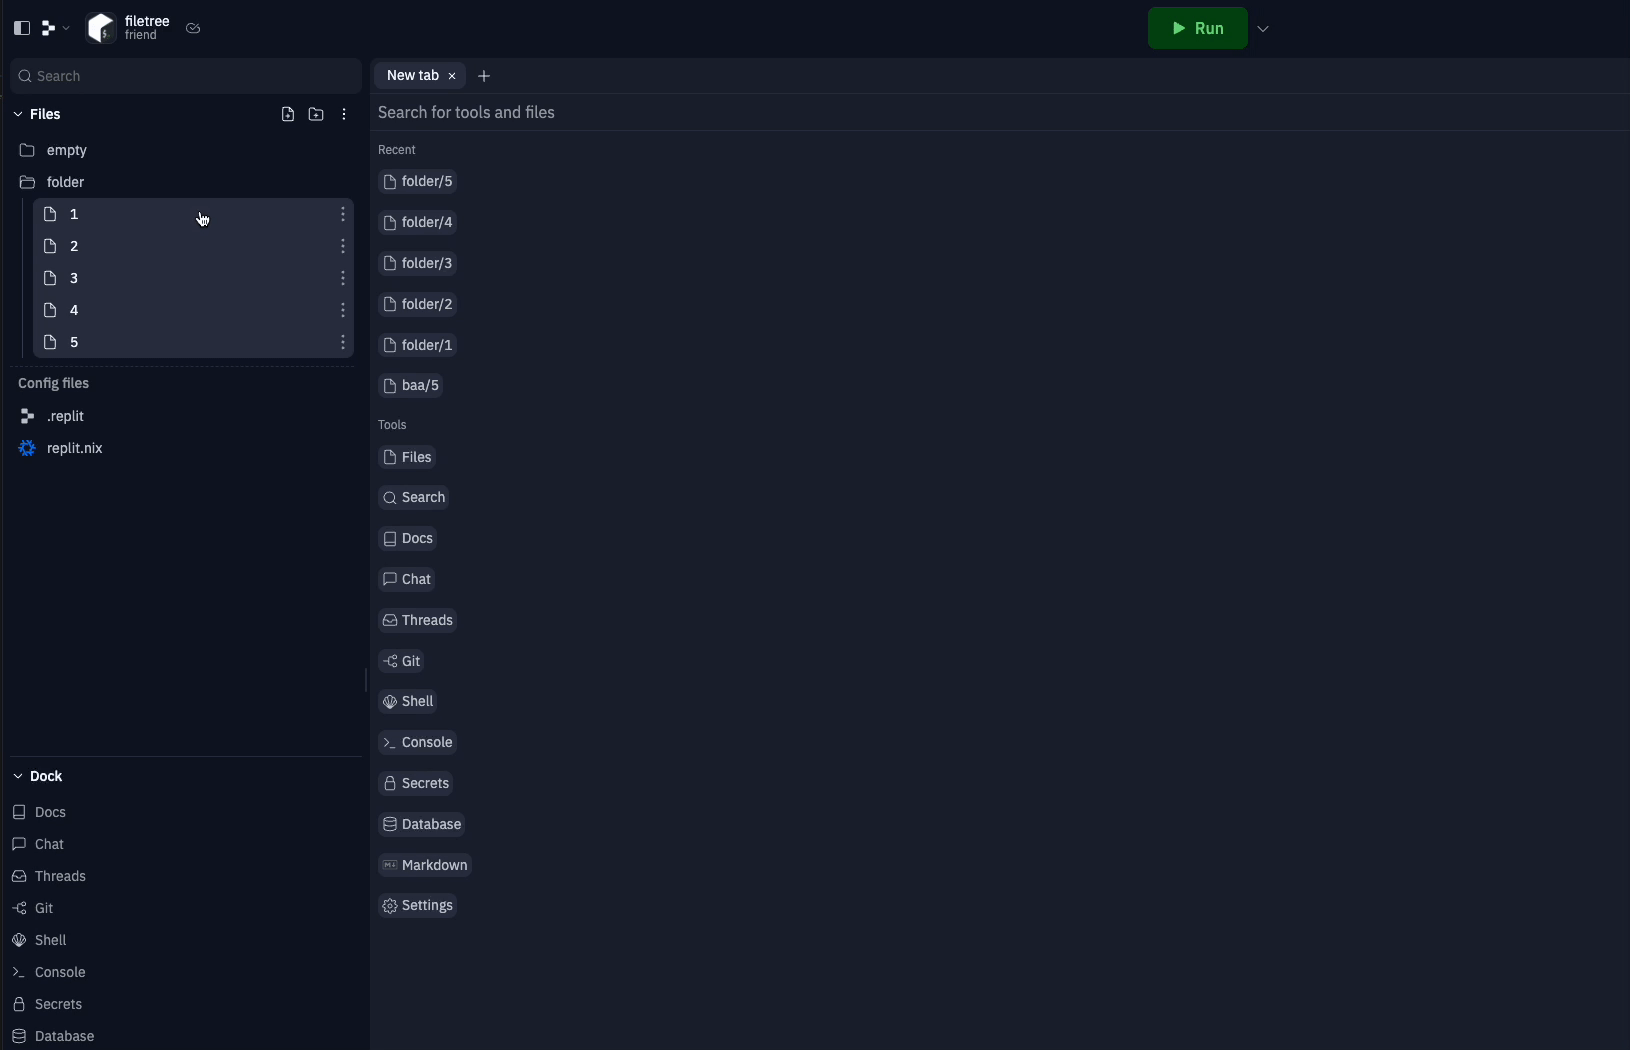 filetree
friend
Run
Search
Files
empty
folder
1
2
3
4
5
Config files
.replit
replit.nix
Dock
Docs
Chat
Threads
Git
Shell
Console
Secrets
Database
New tab
Search for tools and files
Recent
folder/5
folder/4
folder/3
folder/2
folder/1
baa/5
Tools
Files
Search
Docs
Chat
Threads
Git
Shell
Console
Secrets
Database
Markdown
Settings